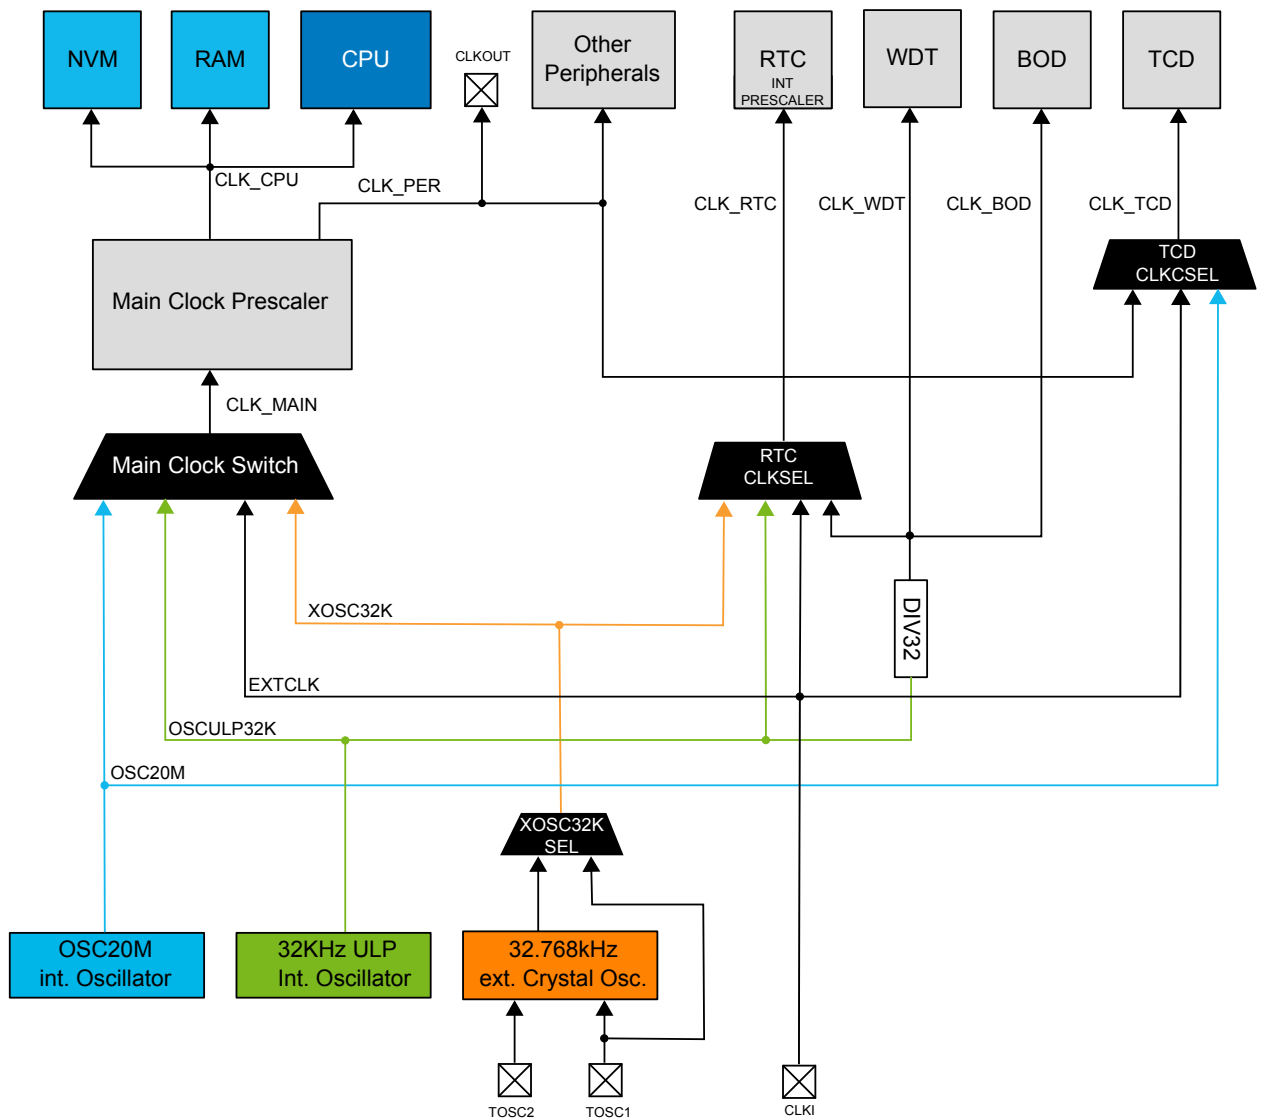 NVM
RAM
CPU
CLKOUT
Other
Peripherals
RTC
INT
PRESCALER
WDT
BOD
TCD
CLK_CPU
CLK_PER
CLK_RTC
CLK_WDT
CLK_BOD
CLK_TCD
TCD
CLKCSEL
Main Clock Prescaler
CLK_MAIN
Main Clock Switch
RTC
CLKSEL
XOSC32K
DIV32
EXTCLK
OSCULP32K
OSC20M
XOSC32K
SEL
OSC20M
int. Oscillator
32KHz ULP
Int. Oscillator
32.768kHz
ext. Crystal Osc.
TOSC2
TOSC1
CLKI